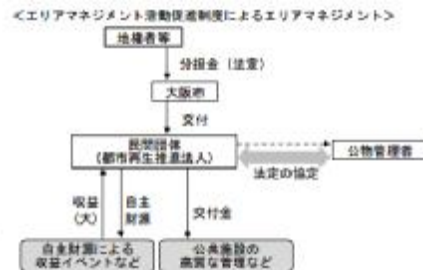 ＜エリアマネジメント活動促進制度によるエリアマネジメント＞
地権者等
分担金（法定）
大阪市
交付
民間団体
（都市再生推進法人）
公物管理者
法定の協定
収益
（大）
自主
財源
交付金
自主財源による
収益イベントなど
公共施設の
高質な管理など